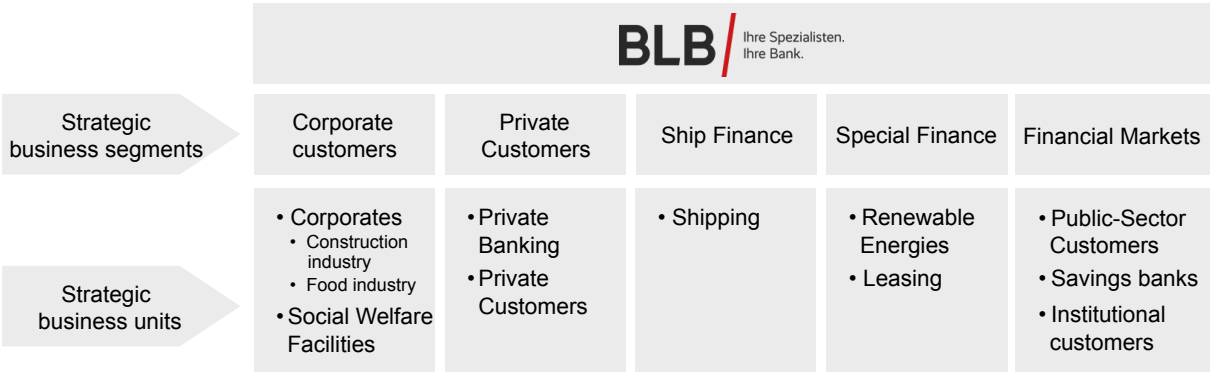 BLB
Ihre Spezialisten.
Ihre Bank.
Strategic
business segments
Corporate
customers
Private
Customers
Ship Finance
Special Finance
Financial Markets
Strategic
business units
• Corporates
• Construction
industry
• Food industry
• Social Welfare
Facilities
• Private
Banking
• Private
Customers
• Shipping
• Renewable
Energies
• Leasing
• Public-Sector
Customers
• Savings banks
• Institutional
customers